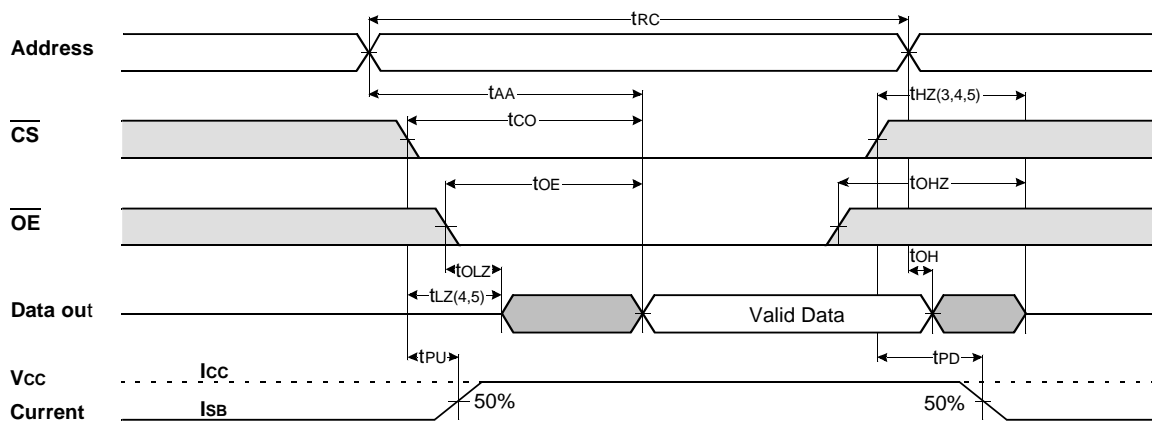 tRC
Address
tAA
tHZ(3,4,5)
CS
tCO
tOE
tOHZ
OE
tOH
tOLZ
tLZ(4,5)
Data out
Valid Data
tPU
tPD
VCC
ICC
50%
50%
Current
ISB